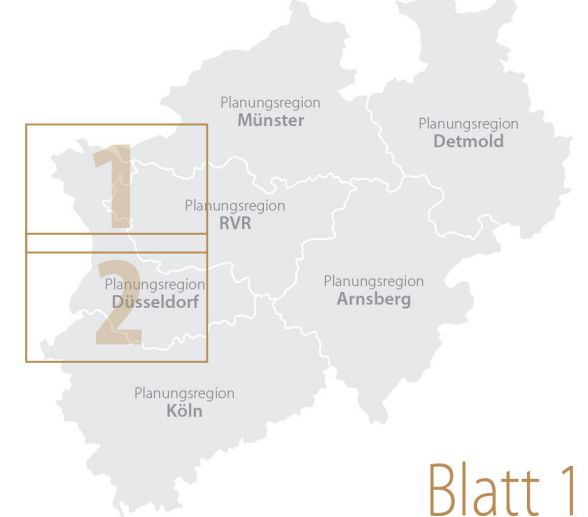 Planungsregion
Münster
Planungsregion
Detmold
1
Planungsregion
RVR
Planungsregion
Düsseldorf
2
Planungsregion
Arnsberg
Planungsregion
Köln
Blatt 1